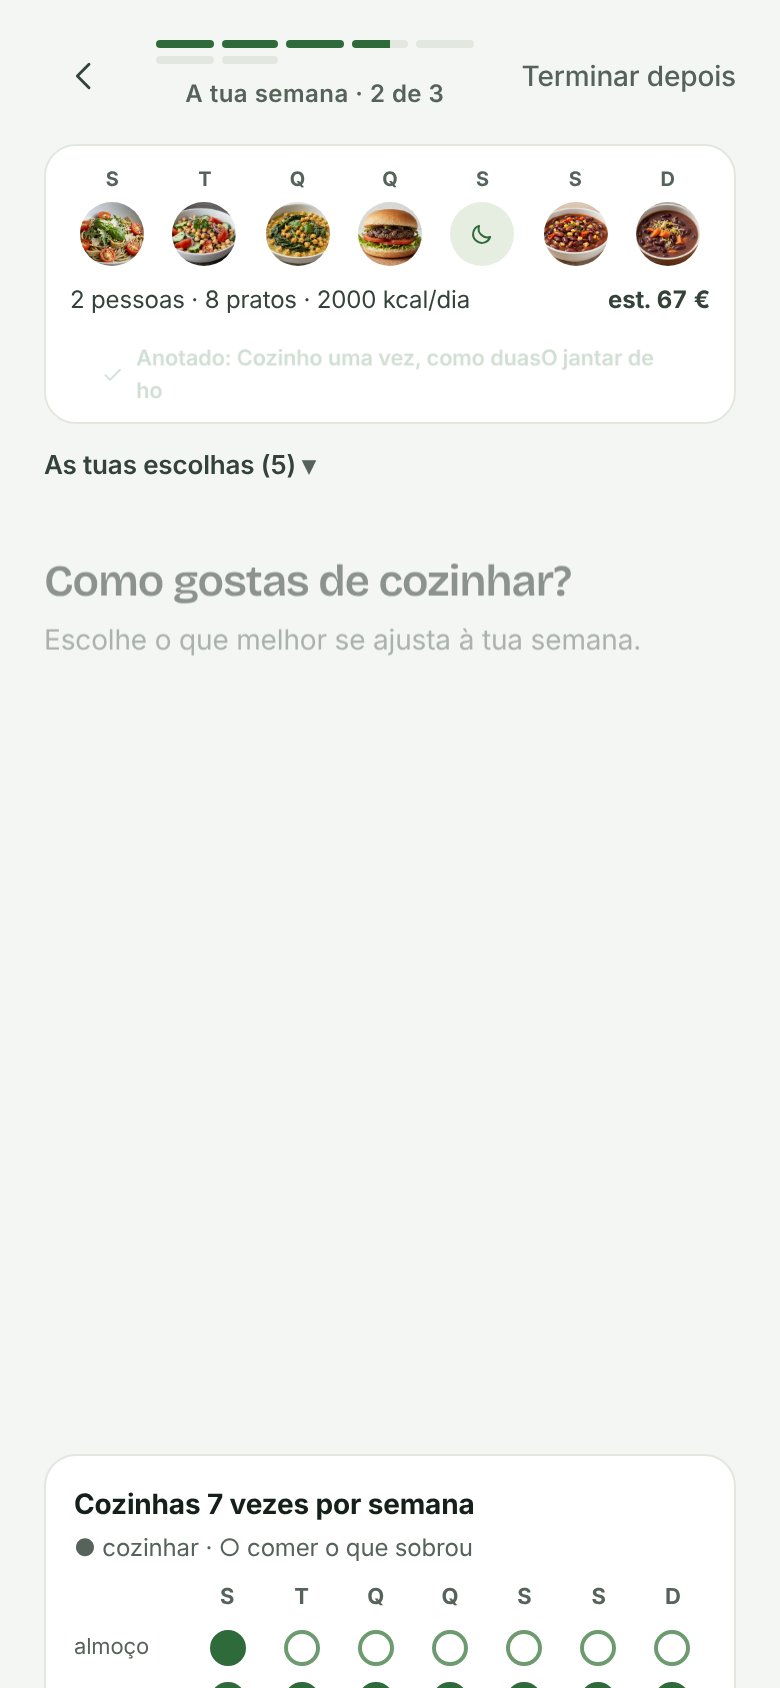 A tua semana · 2 de 3
Terminar depois
S T Q Q S S D
2 pessoas · 8 pratos · 2000 kcal/dia est. 67 €
Anotado: Cozinho uma vez, como duasO jantar de
ho
As tuas escolhas (5) ▾
Como gostas de cozinhar?
Escolhe o que melhor se ajusta à tua semana.
Cozinhas 7 vezes por semana
● cozinhar · ○ comer o que sobrou
S T Q Q S S D
almoço